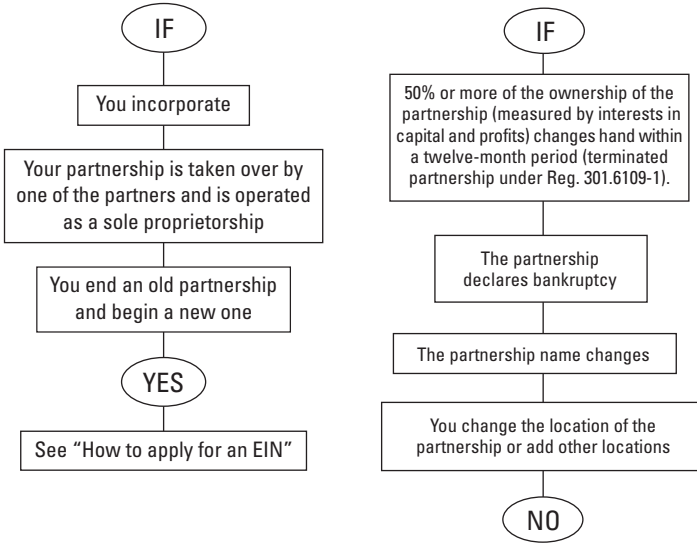 IF
You incorporate
Your partnership is taken over by
one of the partners and is operated
as a sole proprietorship
You end an old partnership
and begin a new one
YES
See “How to apply for an EIN”
IF
50% or more of the ownership of the
partnership (measured by interests in
capital and profits) changes hand within
a twelve-month period (terminated
partnership under Reg. 301.6109-1).
The partnership
declares bankruptcy
The partnership name changes
You change the location of the
partnership or add other locations
NO